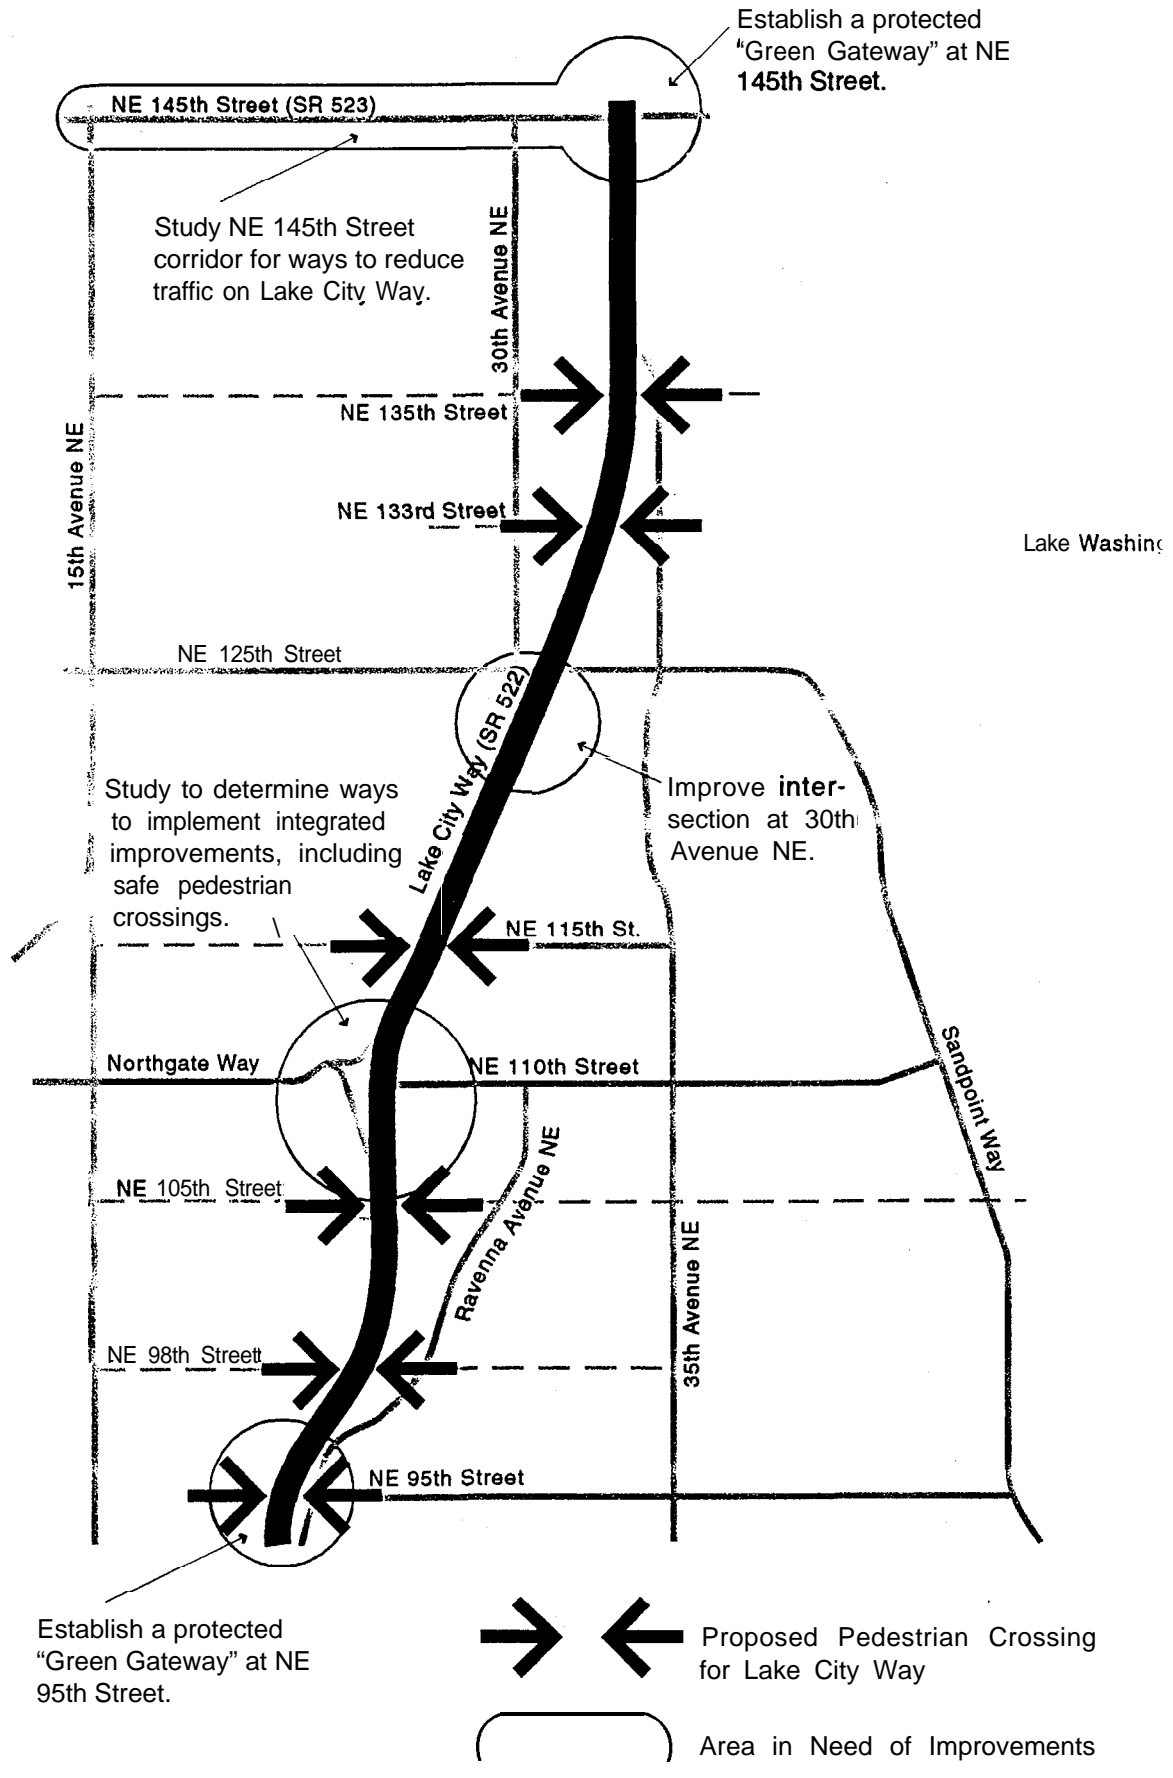 Establish a protected
“Green Gateway” at NE
145th Street.
NE 145th Street (SR 523)
Study NE 145th Street
corridor for ways to reduce
traffic on Lake City Way.
30th Avenue NE
NE 135th Street
15th Avenue NE
NE 133rd Street
Lake Washing
NE 125th Street
Lake City Way (SR 522)
Study to determine ways
to implement integrated
improvements, including
safe pedestrian
crossings.
Improve inter-
section at 30th
Avenue NE.
NE 115th St.
Northgate Way
NE 110th Street
Sandpoint Way
NE 105th Street
Ravenna Avenue NE
35th Avenue NE
NE 98th Street
NE 95th Street
Establish a protected
“Green Gateway” at NE
95th Street.
Proposed Pedestrian Crossing
for Lake City Way
Area in Need of Improvements